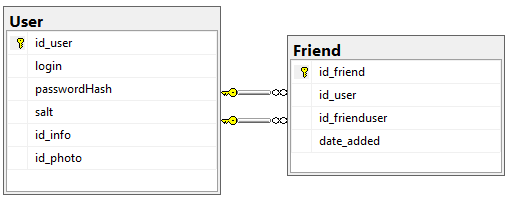 User
id_user
login
passwordHash
salt
id_info
id_photo
Friend
id_friend
id_user
id_frienduser
date_added